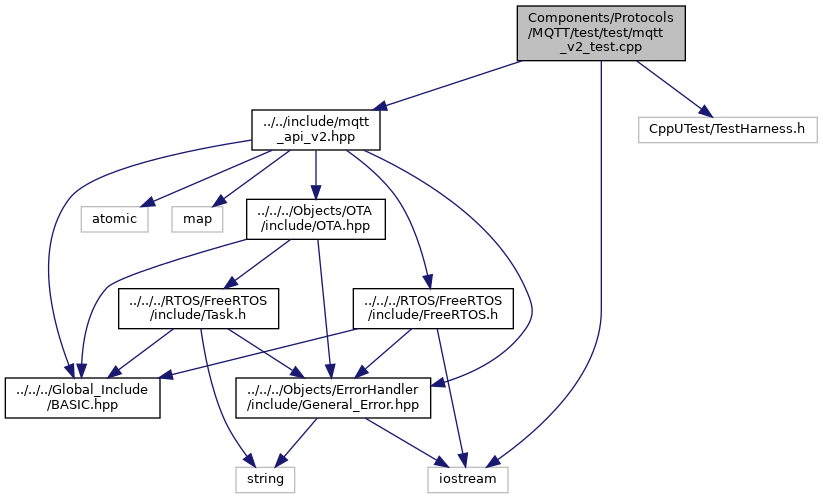 Components/Protocols
/MQTT/test/test/mqtt
_v2_test.cpp
../../include/mqtt
_api_v2.hpp
CppUTest/TestHarness.h
atomic
map
../../../Objects/OTA
/include/OTA.hpp
../../../RTOS/FreeRTOS
/include/Task.h
../../../RTOS/FreeRTOS
/include/FreeRTOS.h
../../../Global_Include
/BASIC.hpp
../../../Objects/ErrorHandler
/include/General_Error.hpp
string
iostream